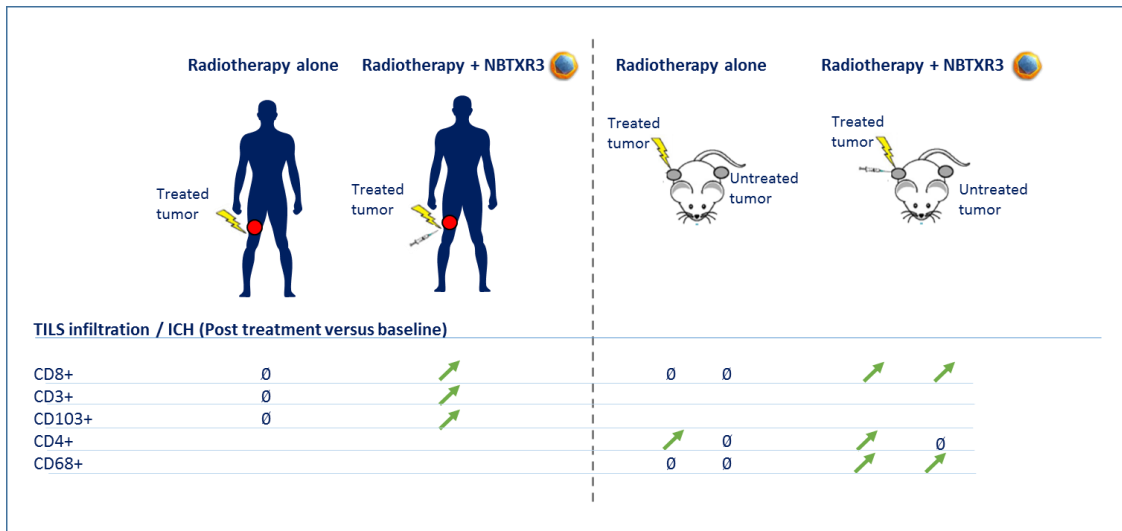 Radiotherapy alone
Radiotherapy + NBTXR3
Radiotherapy alone
Radiotherapy + NBTXR3
Treated
tumor
Treated
tumor
Treated
tumor
Untreated
tumor
Treated
tumor
Untreated
tumor
TILS infiltration / ICH (Post treatment versus baseline)
CD8+ Ø Ø Ø
CD3+ Ø
CD103+ Ø
CD4+ Ø Ø
CD68+ Ø Ø